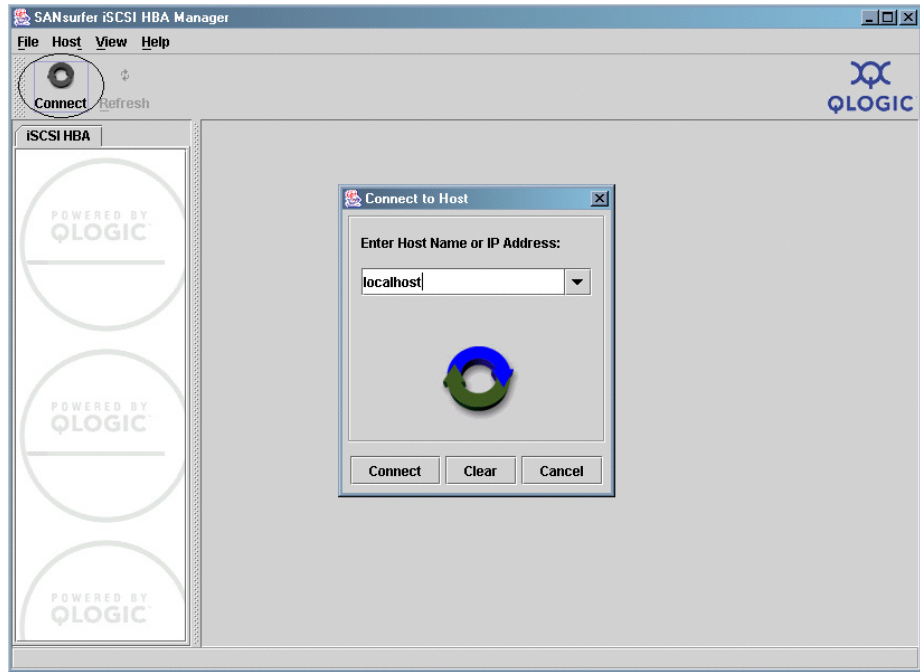 SANsurfer iSCSI HBA Manager
File Host View Help
Connect Refresh
QLOGIC
iSCSI HBA
POWERED BY
QLOGIC
POWERED BY
QLOGIC
POWERED BY
QLOGIC
Connect to Host
Enter Host Name or IP Address:
localhost
Connect Clear Cancel